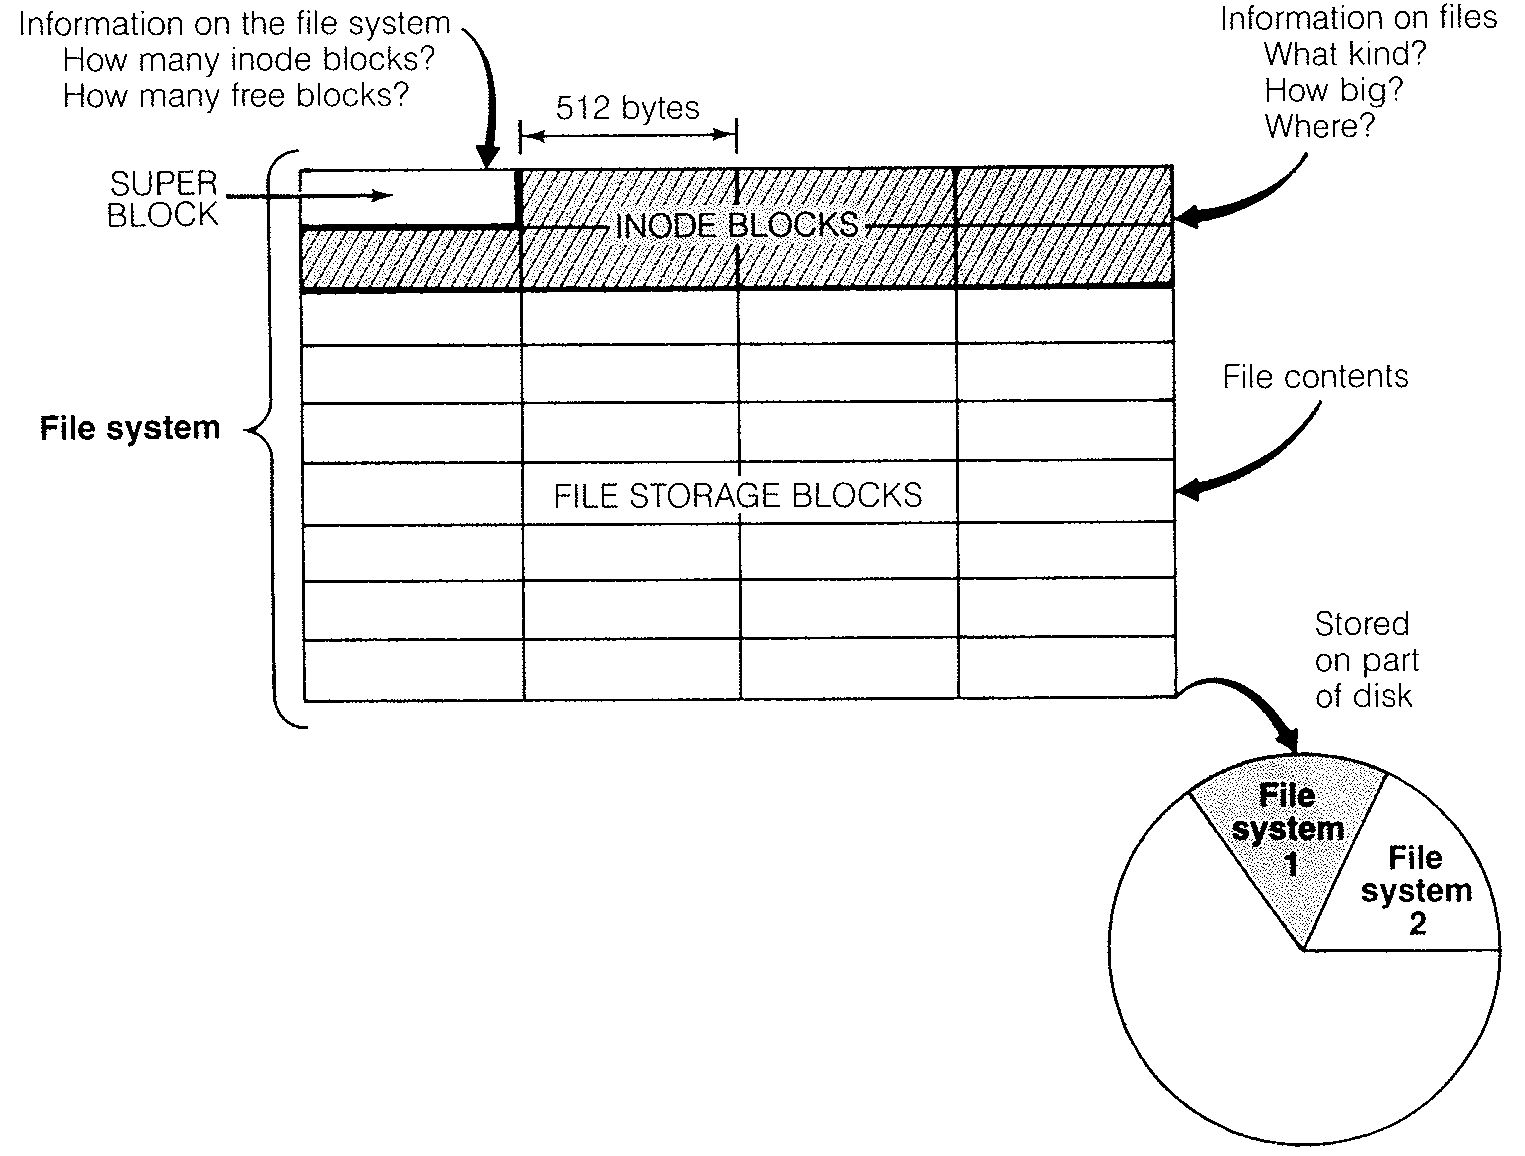 Information on the file system
How many inode blocks?
How many free blocks?
512 bytes
Information on files
What kind?
How big?
Where?
SUPER
BLOCK
INODE BLOCKS
File contents
File system
FILE STORAGE BLOCKS
Stored
on part
of disk
File
system
1
File
system
2